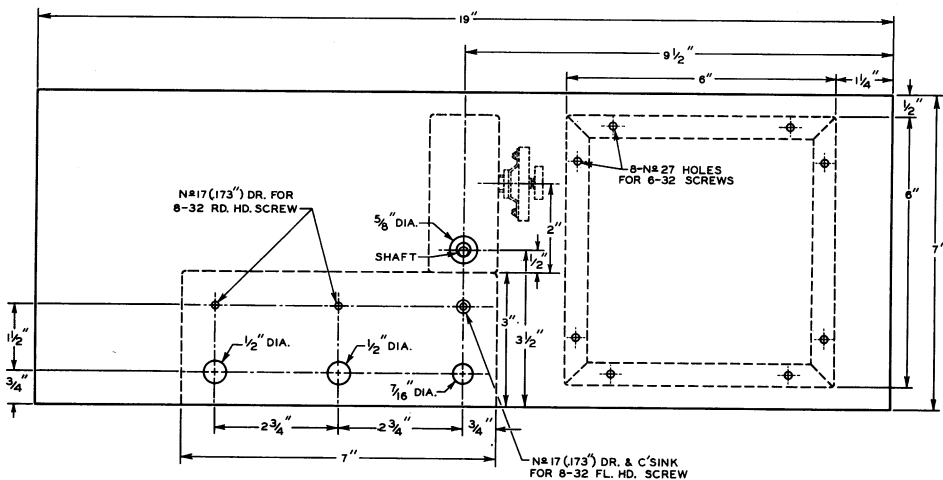 19"
9 1/2"
6"
1 1/4"
1/2"
8-№ 27 HOLES
FOR 6-32 SCREWS
№ 17 (.173") DR. FOR
8-32 RD. HD. SCREW
5/8" DIA.
SHAFT
2"
1/2"
6"
7"
3"
3 1/2"
1 1/2"
3/4"
1/2" DIA.
1/2" DIA.
7/16" DIA.
2 3/4"
2 3/4"
3/4"
7"
№ 17 (.173") DR. & C'SINK
FOR 8-32 FL. HD. SCREW